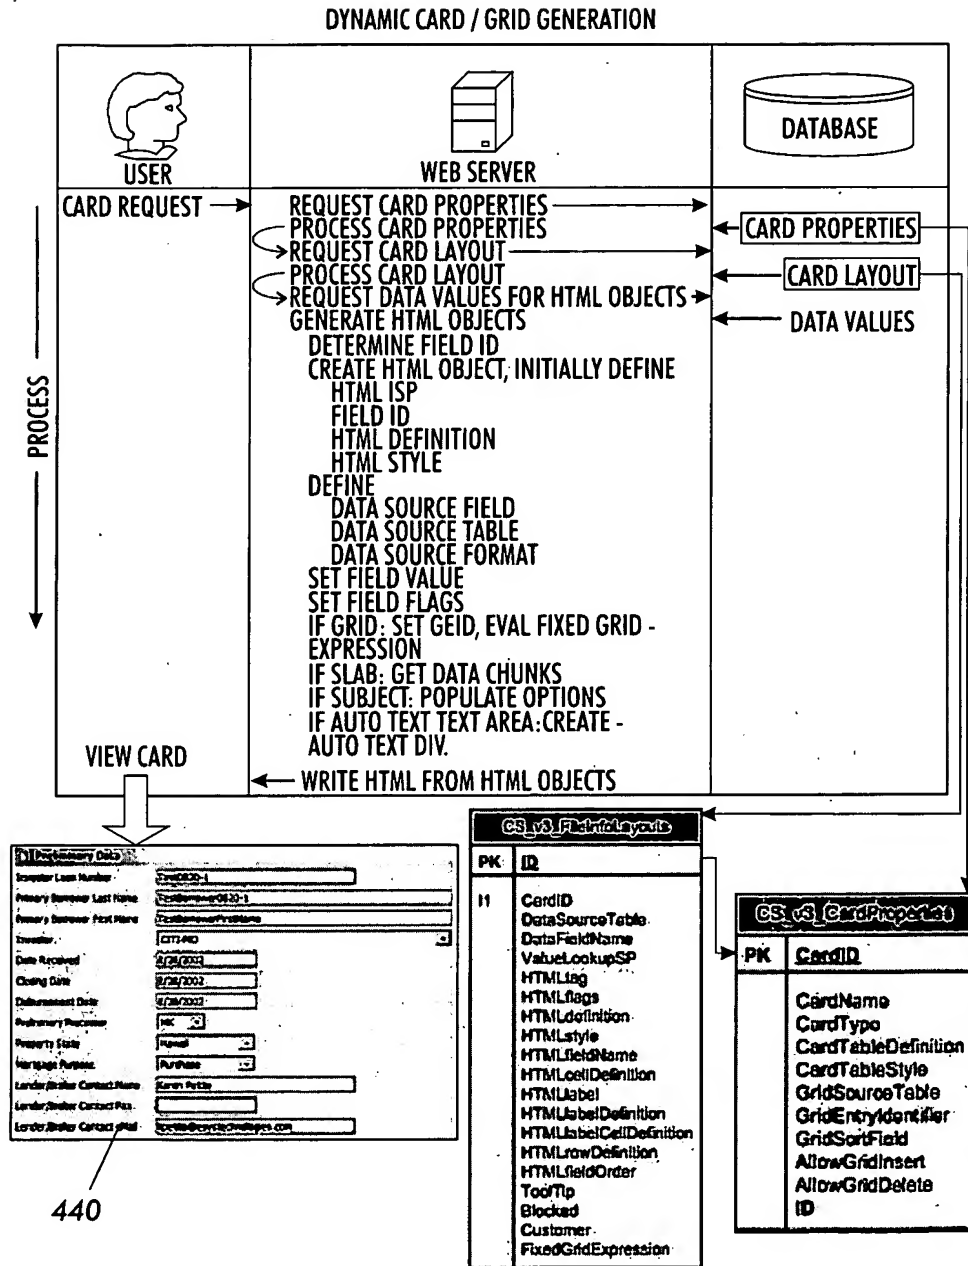 DYNAMIC CARD / GRID GENERATION
USER
WEB SERVER
DATABASE
PROCESS
CARD REQUEST
REQUEST CARD PROPERTIES
PROCESS CARD PROPERTIES
CARD PROPERTIES
REQUEST CARD LAYOUT
PROCESS CARD LAYOUT
CARD LAYOUT
REQUEST DATA VALUES FOR HTML OBJECTS
GENERATE HTML OBJECTS
DATA VALUES
DETERMINE FIELD ID
CREATE HTML OBJECT, INITIALLY DEFINE
HTML ISP
FIELD ID
HTML DEFINITION
HTML STYLE
DEFINE
DATA SOURCE FIELD
DATA SOURCE TABLE
DATA SOURCE FORMAT
SET FIELD VALUE
SET FIELD FLAGS
IF GRID: SET GEID, EVAL FIXED GRID -
EXPRESSION
IF SLAB: GET DATA CHUNKS
IF SUBJECT: POPULATE OPTIONS
IF AUTO TEXT TEXT AREA:CREATE -
AUTO TEXT DIV.
VIEW CARD
WRITE HTML FROM HTML OBJECTS
Preliminary Data
Investor Loan Number
Primary Borrower Last Name
Primary Borrower First Name
Investor
Date Received 8/28/2002
Closing Date 8/28/2002
Disbursement Date 8/28/2002
Preliminary Processor
Property State Hawaii
Mortgage Purpose Purchase
Lender/Broker Contact Name Karen
Lender/Broker Contact Fax
Lender/Broker Contact eMail
440
CS_v3_FileInfoLayouts
PK ID
I1 CardID
DataSourceTable
DataFieldName
ValueLookupSP
HTMLtag
HTMLflags
HTMLdefinition
HTMLstyle
HTMLfieldName
HTMLcellDefinition
HTMLlabel
HTMLlabelDefinition
HTMLlabelCellDefinition
HTMLrowDefinition
HTMLfieldOrder
ToolTip
Blocked
Customer
FixedGridExpression
CS_v3_CardProperties
PK CardID
CardName
CardType
CardTableDefinition
CardTableStyle
GridSourceTable
GridEntryIdentifier
GridSortField
AllowGridInsert
AllowGridDelete
ID